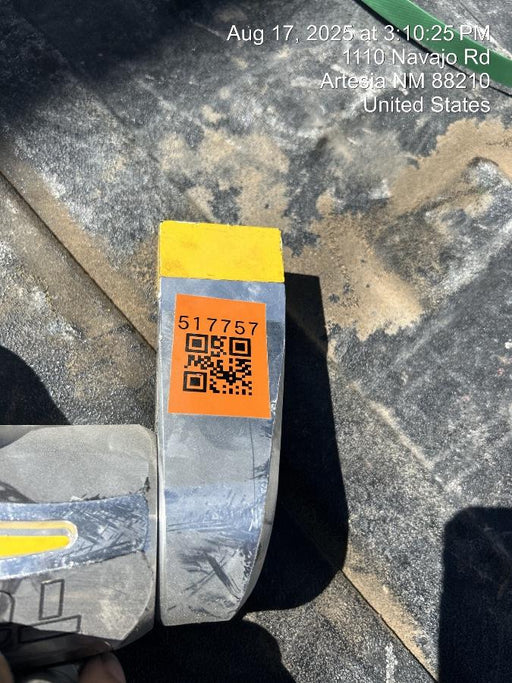 Aug 17, 2025 at 3:10:25 PM
1110 Navajo Rd
Artesia NM 88210
United States
517757